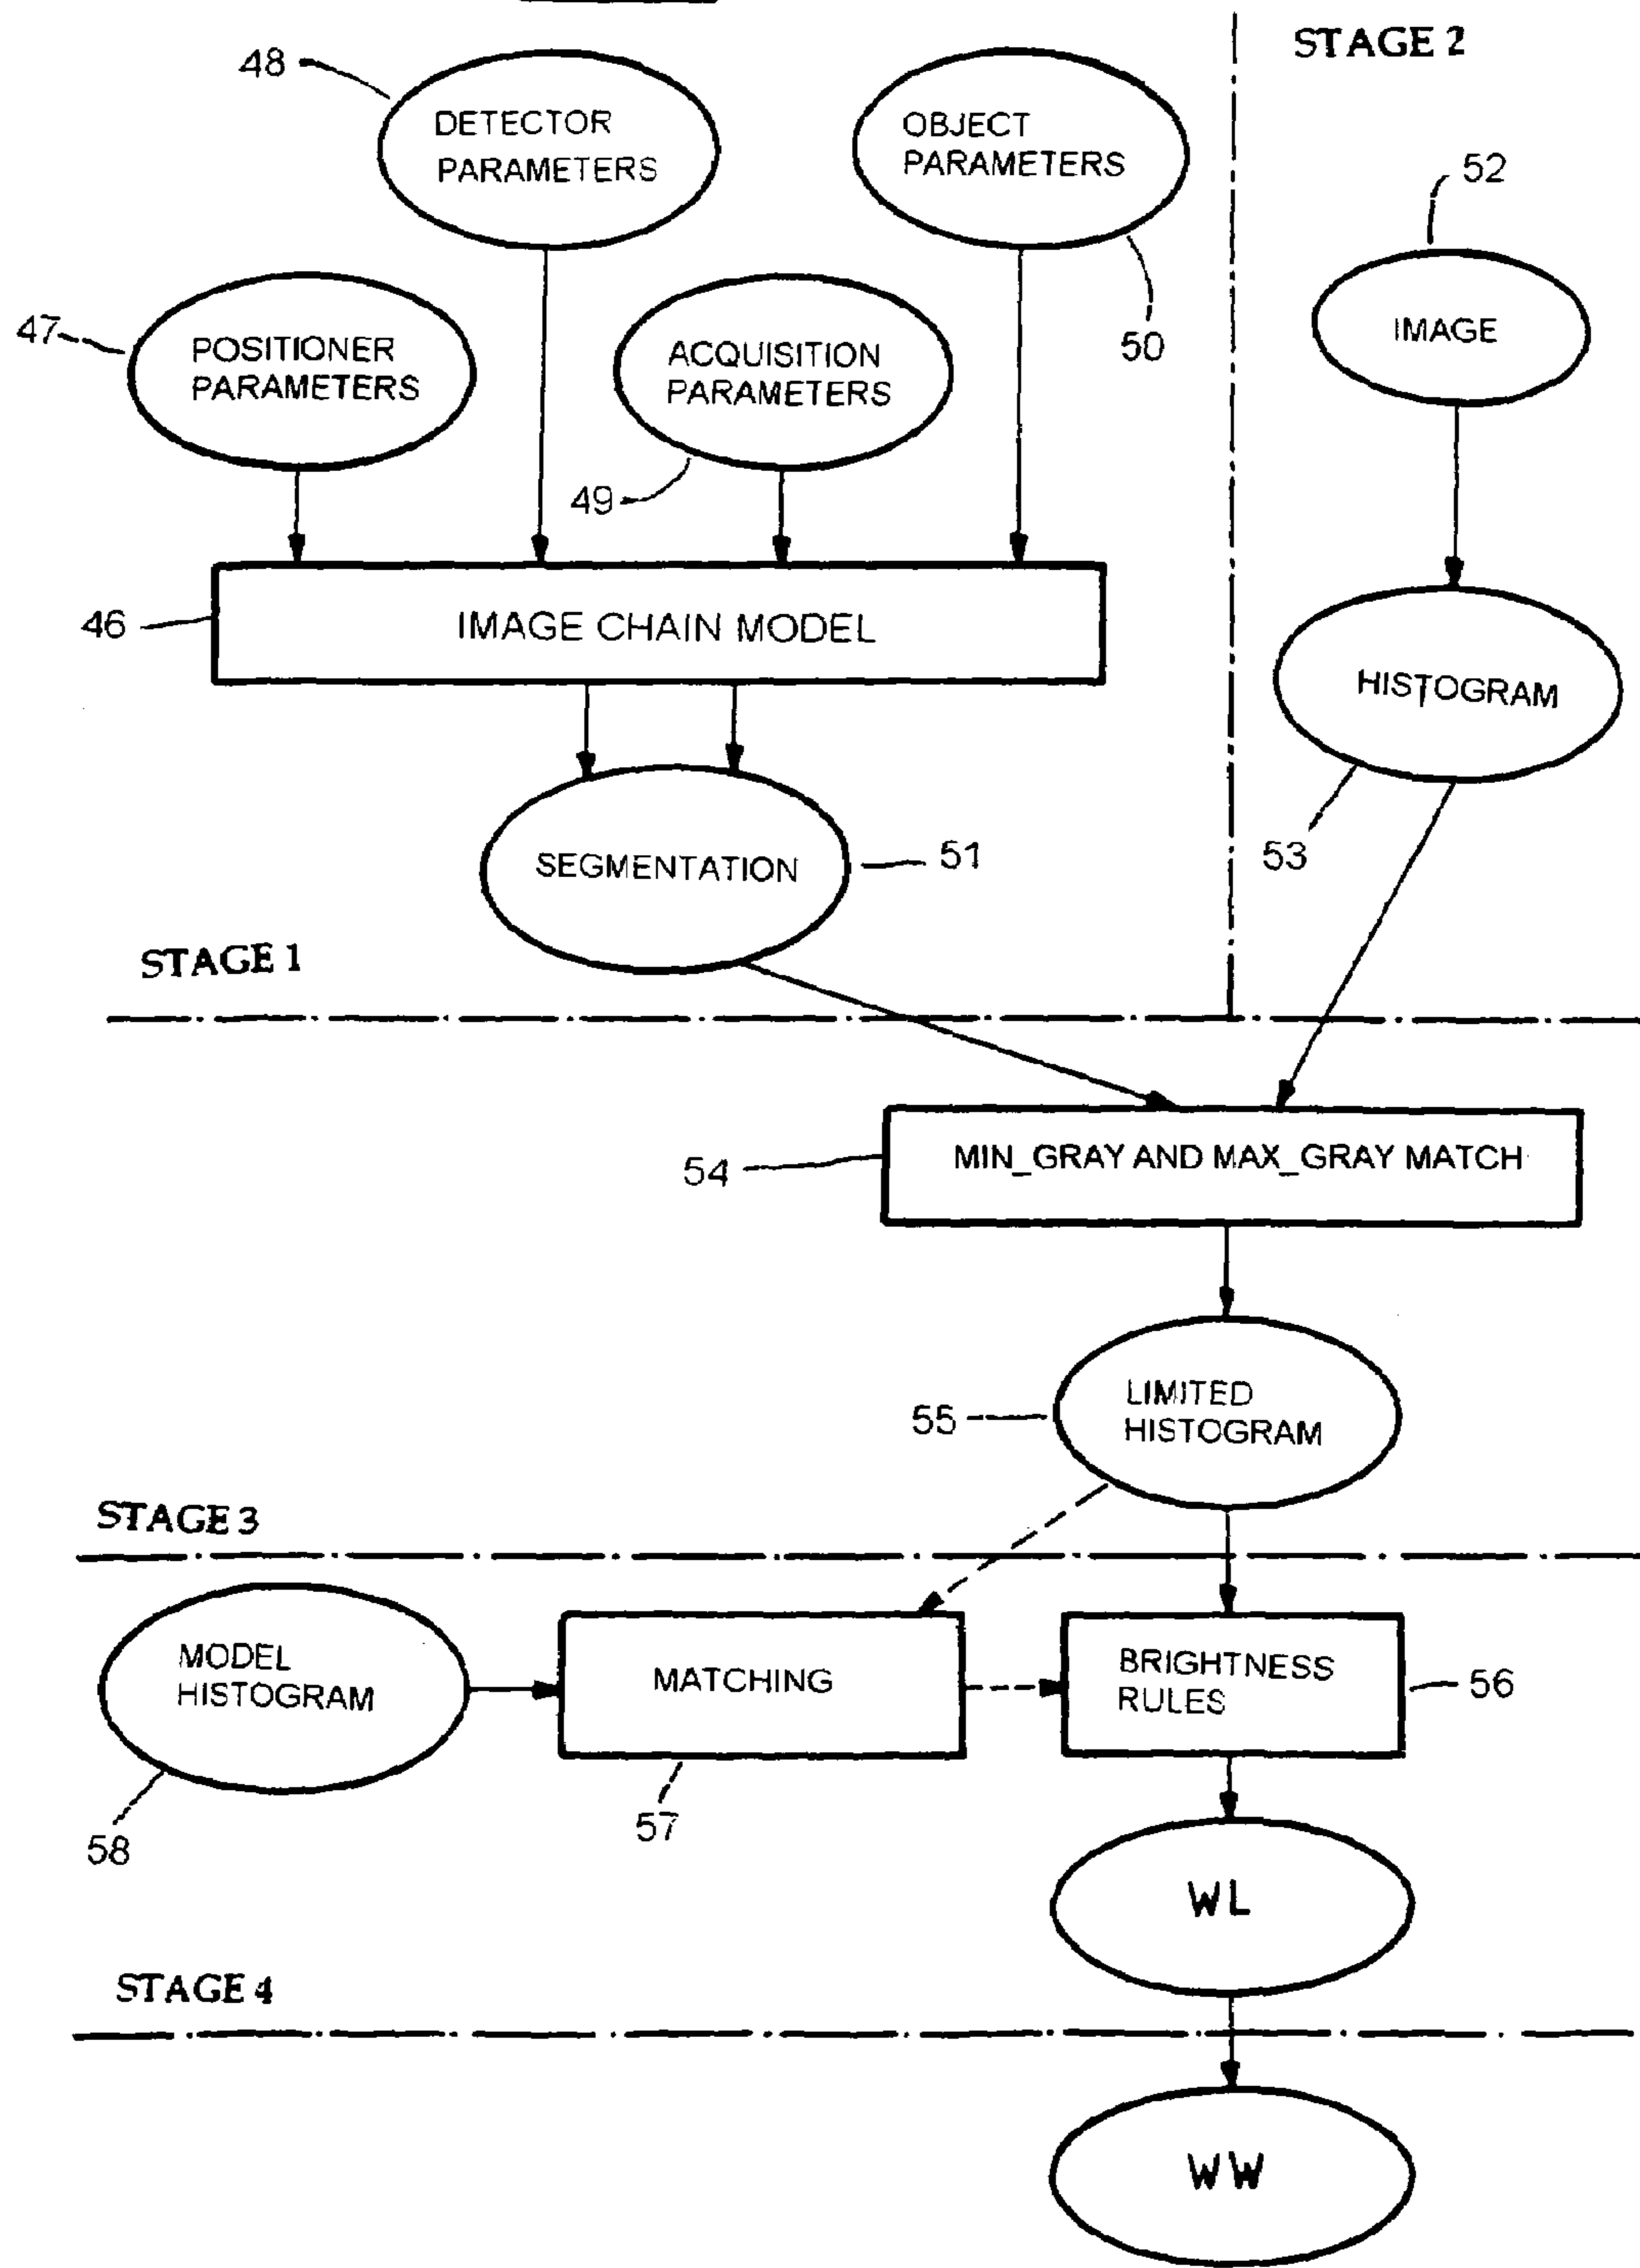 STAGE 2
48
DETECTOR
PARAMETERS
OBJECT
PARAMETERS
52
47
POSITIONER
PARAMETERS
ACQUISITION
PARAMETERS
50
IMAGE
49
46
IMAGE CHAIN MODEL
HISTOGRAM
SEGMENTATION
51
53
STAGE 1
54
MIN_GRAY AND MAX_GRAY MATCH
55
LIMITED
HISTOGRAM
STAGE 3
MODEL
HISTOGRAM
MATCHING
BRIGHTNESS
RULES
56
58
57
WL
STAGE 4
WW